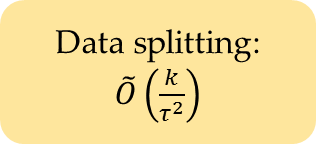 Data splitting:
Õ (k/τ²)